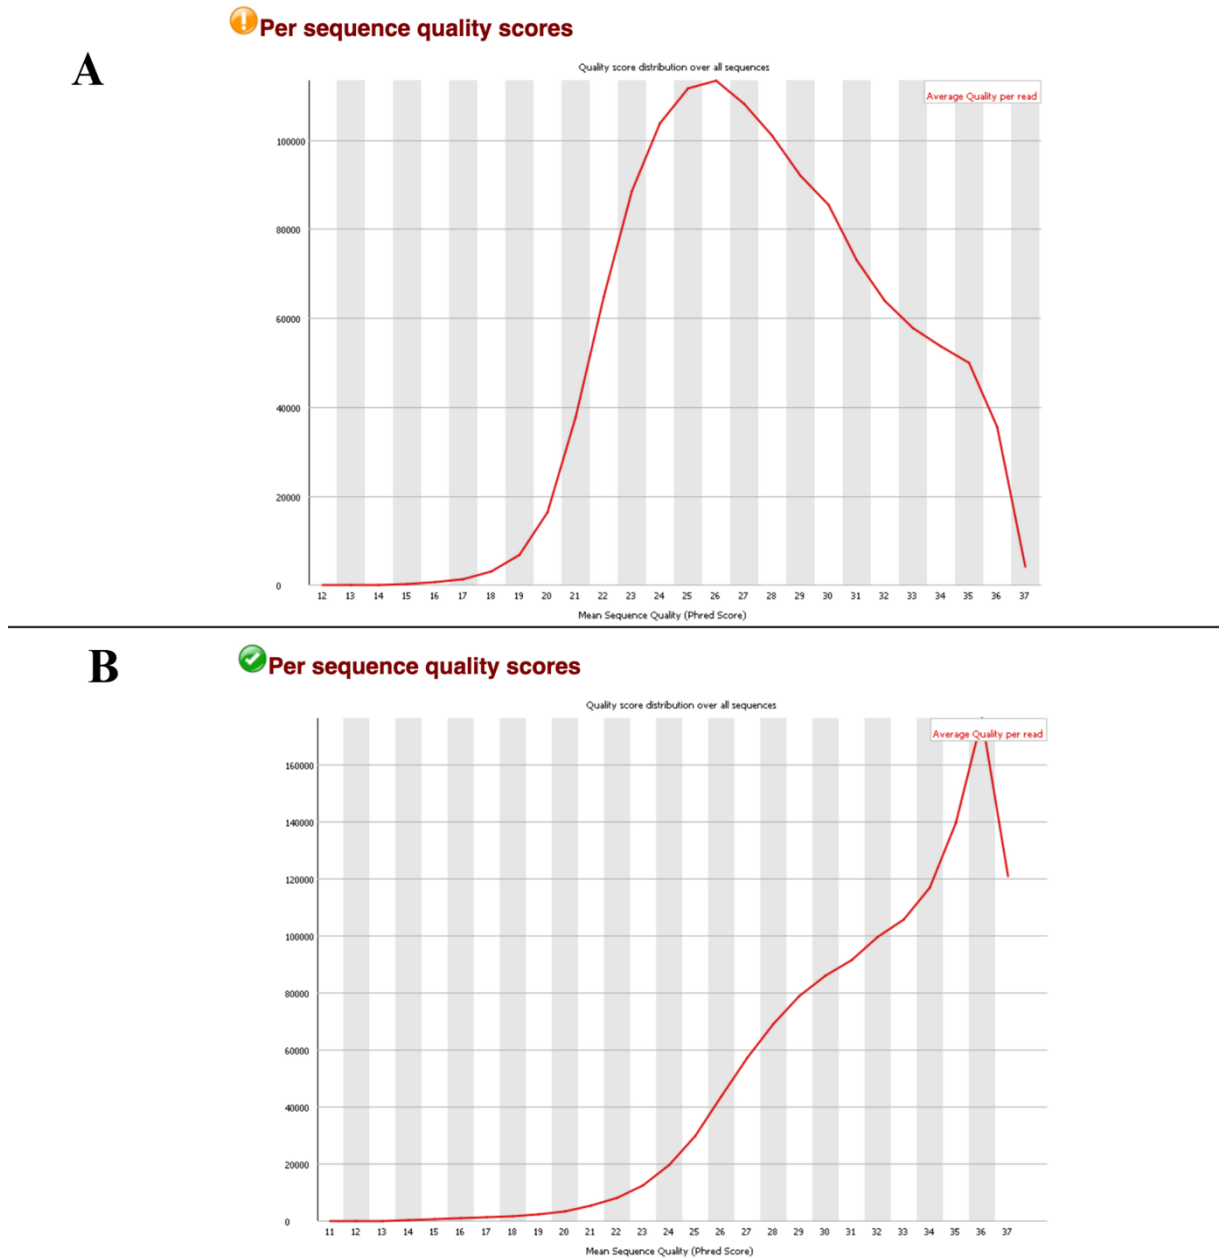 Per sequence quality scores
A
Quality score distribution over all sequences
Average Quality per read
100000
80000
60000
40000
20000
0
12 13 14 15 16 17 18 19 20 21 22 23 24 25 26 27 28 29 30 31 32 33 34 35 36 37
Mean Sequence Quality (Phred Score)
B
Per sequence quality scores
Quality score distribution over all sequences
Average Quality per read
160000
140000
120000
100000
80000
60000
40000
20000
0
11 12 13 14 15 16 17 18 19 20 21 22 23 24 25 26 27 28 29 30 31 32 33 34 35 36 37
Mean Sequence Quality (Phred Score)